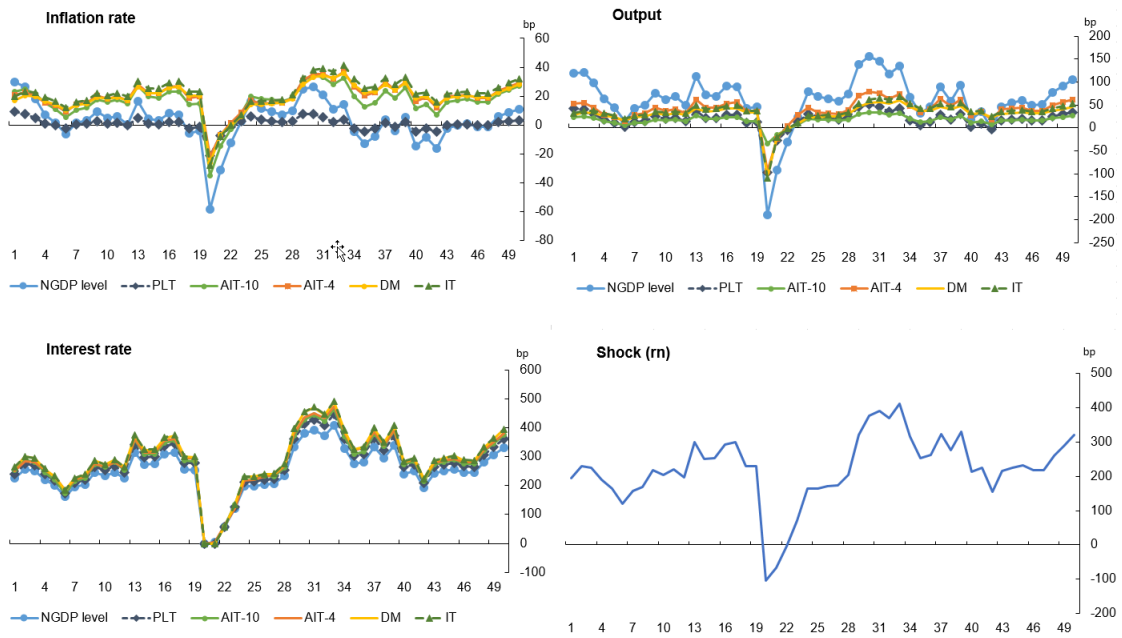 Inflation rate
bp
60
40
20
0
-20
-40
-60
-80
1 4 7 10 13 16 19 22 25 28 31 34 37 40 43 46 49
NGDP level PLT AIT-10 AIT-4 DM IT
Output
bp
200
150
100
50
0
-50
-100
-150
-200
-250
1 4 7 10 13 16 19 22 25 28 31 34 37 40 43 46 49
NGDP level PLT AIT-10 AIT-4 DM IT
Interest rate
bp
600
500
400
300
200
100
0
-100
1 4 7 10 13 16 19 22 25 28 31 34 37 40 43 46 49
NGDP level PLT AIT-10 AIT-4 DM IT
Shock (rn)
bp
500
400
300
200
100
0
-100
-200
1 4 7 10 13 16 19 22 25 28 31 34 37 40 43 46 49